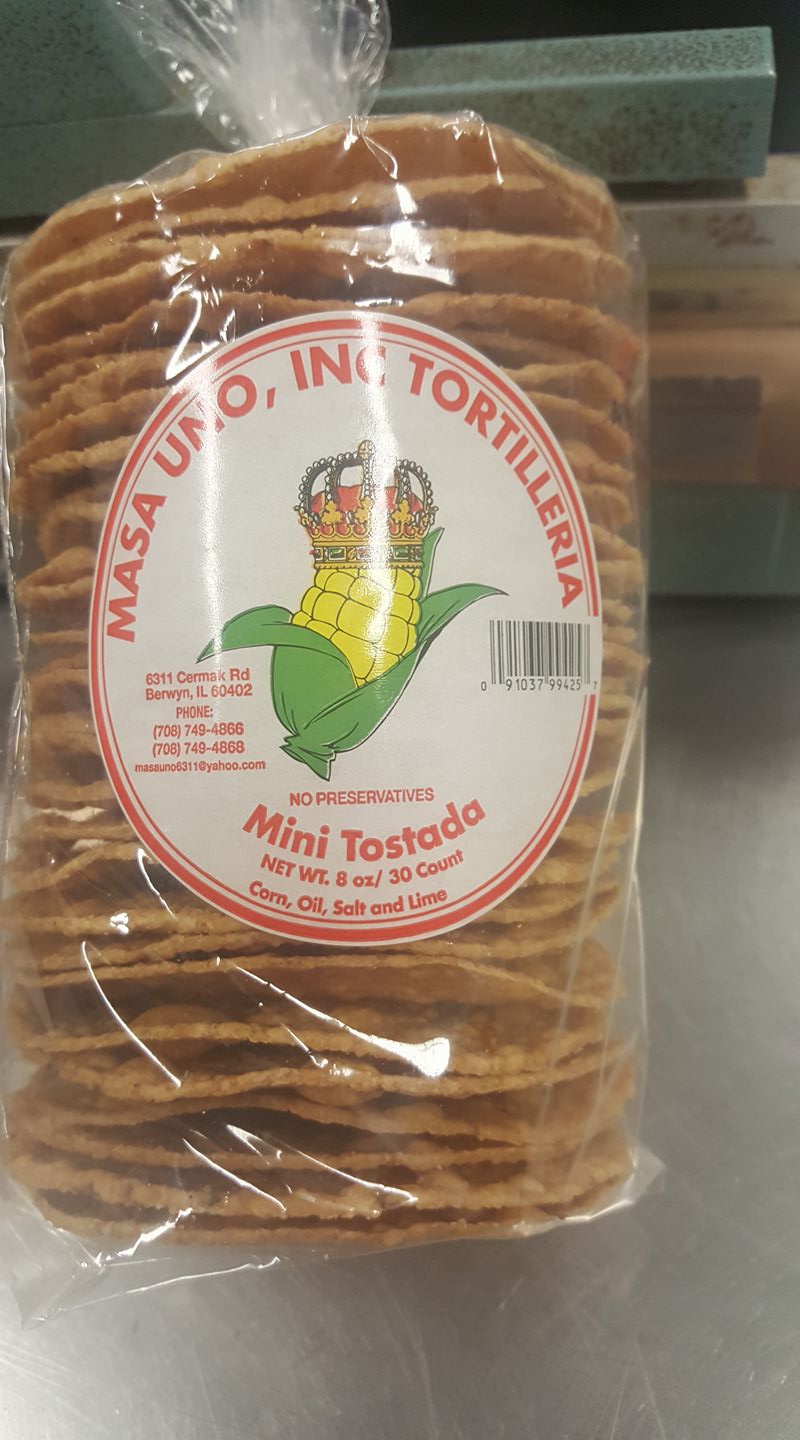 MASA UNO, INC TORTILLERIA
6311 Cermak Rd
Berwyn, IL 60402
PHONE:
(708) 749-4866
(708) 749-4868
masauno6311@yahoo.com
0 91037 99425 7
NO PRESERVATIVES
Mini Tostada
NET WT. 8 oz/ 30 Count
Corn, Oil, Salt and Lime